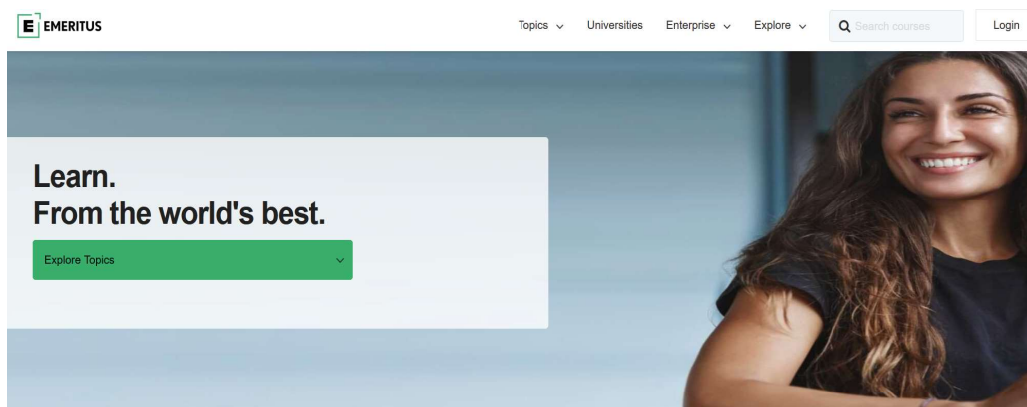 E EMERITUS
Topics
Universities
Enterprise
Explore
Search courses
Login
Learn.
From the world's best.
Explore Topics